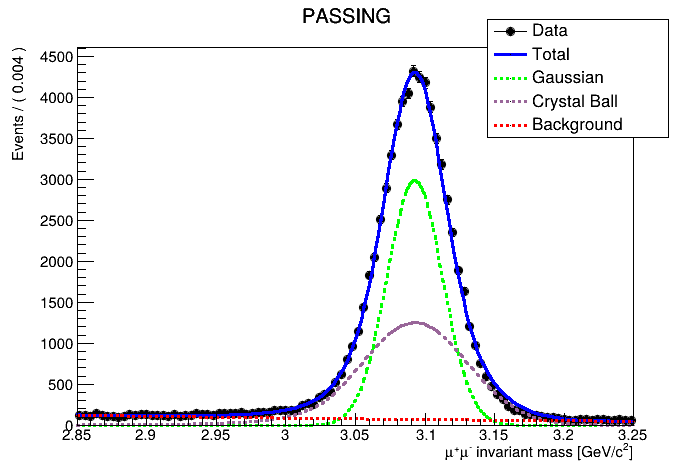 PASSING
Data
Total
Gaussian
Crystal Ball
Background
Events / ( 0.004 )
4500
4000
3500
3000
2500
2000
1500
1000
500
0
2.85 2.9 2.95 3 3.05 3.1 3.15 3.2 3.25
μ⁺μ⁻ invariant mass [GeV/c²]